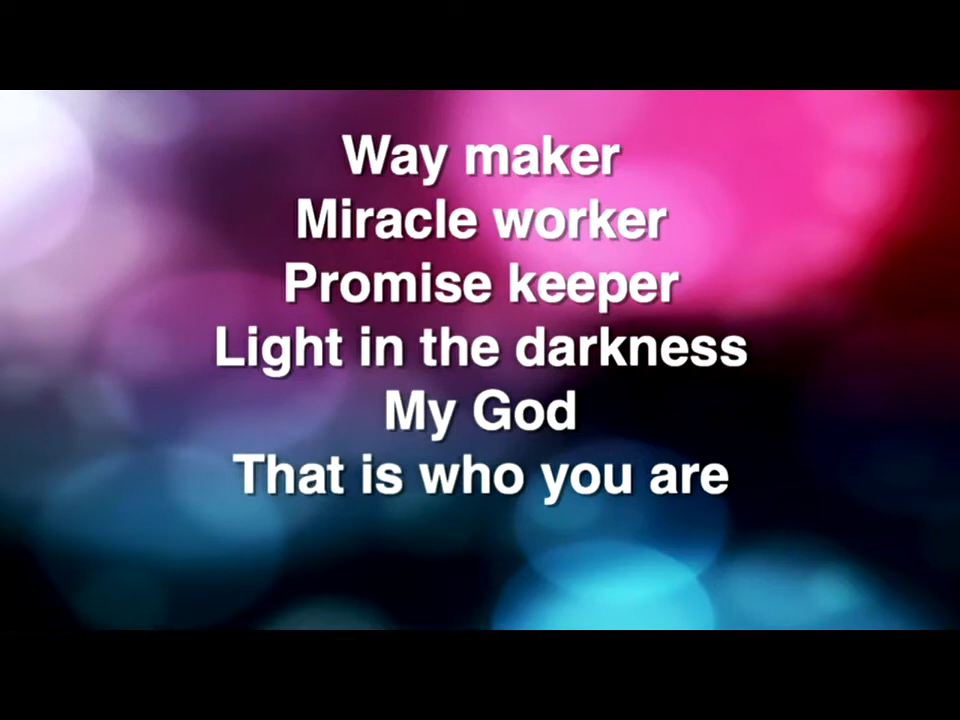 Way maker
Miracle worker
Promise keeper
Light in the darkness
My God
That is who you are